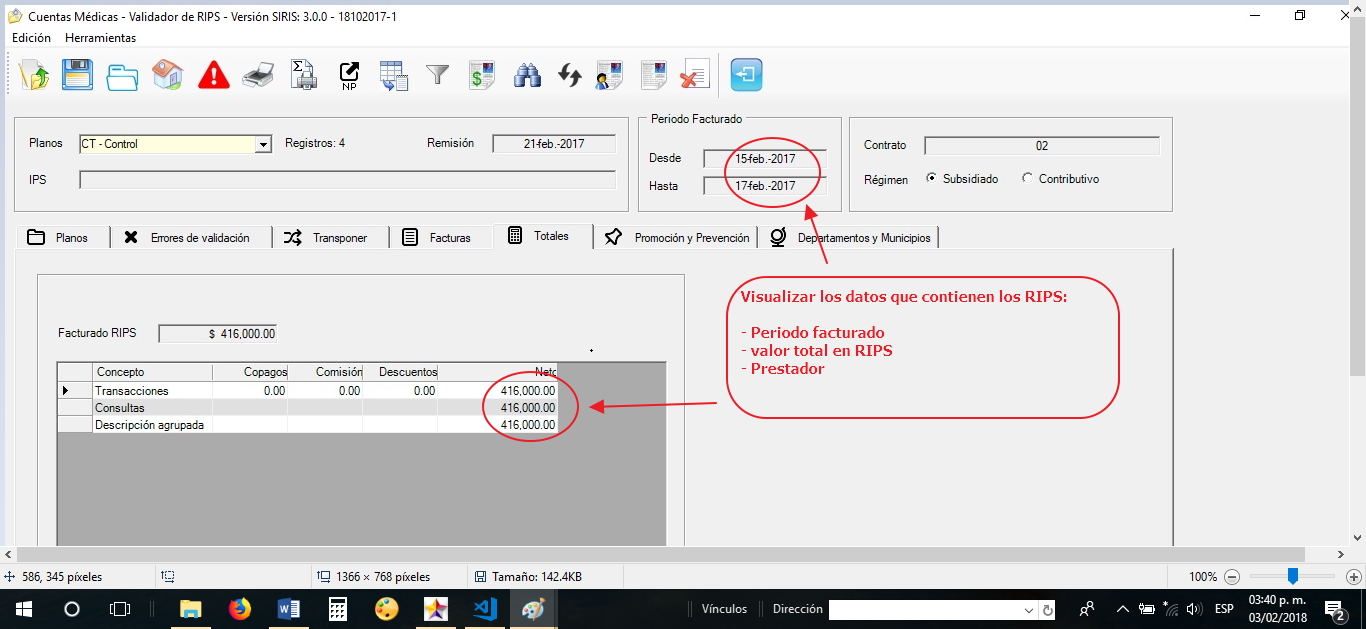 Cuentas Médicas - Validador de RIPS - Versión SIRIS: 3.0.0 - 18102017-1
Edición Herramientas
NP
Periodo Facturado
Planos CT - Control Registros: 4 Remisión 21-feb.-2017
Desde 15-feb.-2017
Contrato 02
IPS
Hasta 17-feb.-2017
Régimen Subsidiado Contributivo
Planos Errores de validación Transponer Facturas Totales Promoción y Prevención Departamentos y Municipios
Visualizar los datos que contienen los RIPS:
- Periodo facturado
- valor total en RIPS
- Prestador
Facturado RIPS $ 416,000.00
Concepto Copagos Comisión Descuentos Neto
Transacciones 0.00 0.00 0.00 416,000.00
Consultas 416,000.00
Descripción agrupada 416,000.00
586, 345 píxeles 1366 × 768 píxeles Tamaño: 142.4KB 100%
Vínculos Dirección ESP 03:40 p. m.
03/02/2018
2